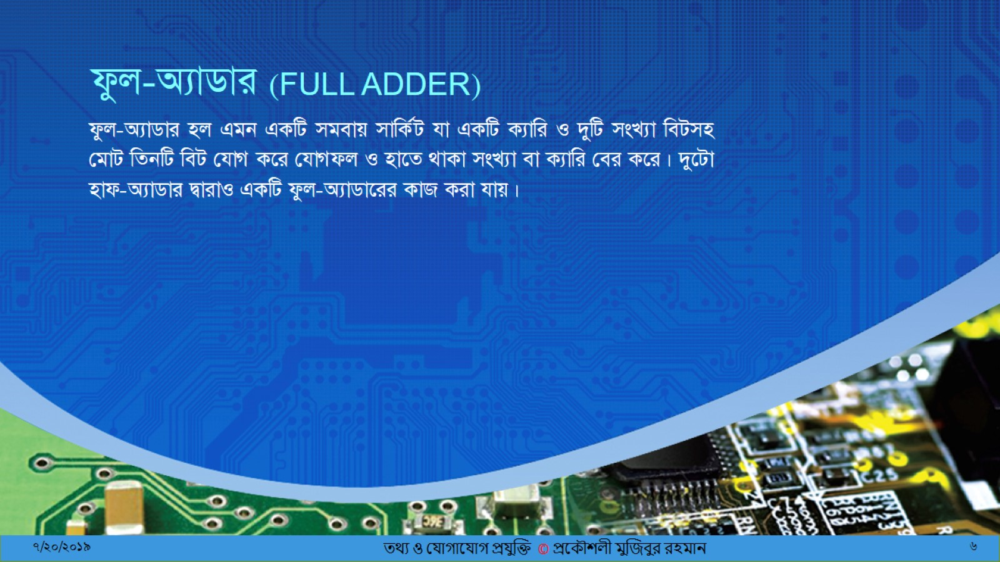 ফুল-অ্যাডার (FULL ADDER)
ফুল-অ্যাডার হল এমন একটি সমবায় সার্কিট যা একটি ক্যারি ও দুটি সংখ্যা বিটসহ
মোট তিনটি বিট যোগ করে যোগফল ও হাতে থাকা সংখ্যা বা ক্যারি বের করে। দুটো
হাফ-অ্যাডার দ্বারাও একটি ফুল-অ্যাডারের কাজ করা যায়।
C25
৭/২০/২০১৯
তথ্য ও যোগাযোগ প্রযুক্তি © প্রকৌশলী মুজিবুর রহমান
৬